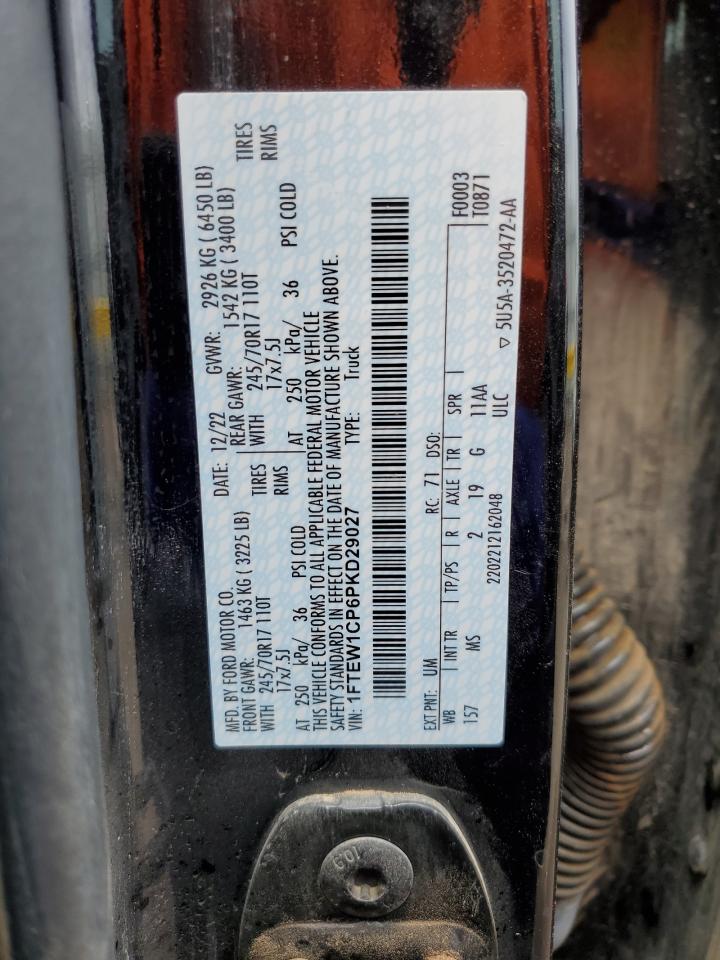 MFD. BY FORD MOTOR CO.
DATE: 12/22 GVWR: 2926 KG ( 6450 LB)
FRONT GAWR: 1463 KG ( 3225 LB) REAR GAWR: 1542 KG ( 3400 LB)
WITH 245/70R17 110T TIRES WITH 245/70R17 110T TIRES
17x7.5J RIMS 17x7.5J RIMS
AT 250 kPa/ 36 PSI COLD AT 250 kPa/ 36 PSI COLD
THIS VEHICLE CONFORMS TO ALL APPLICABLE FEDERAL MOTOR VEHICLE
SAFETY STANDARDS IN EFFECT ON THE DATE OF MANUFACTURE SHOWN ABOVE.
VIN: 1FTEW1CP6PKD29027 TYPE: Truck
EXT PNT: UM RC: 71 DSO: F0003
WB INT TR TP/PS R AXLE TR SPR T0871
157 MS 2 19 G 11AA
2202212162048 ULC ▽ 5U5A-3520472-AA
109